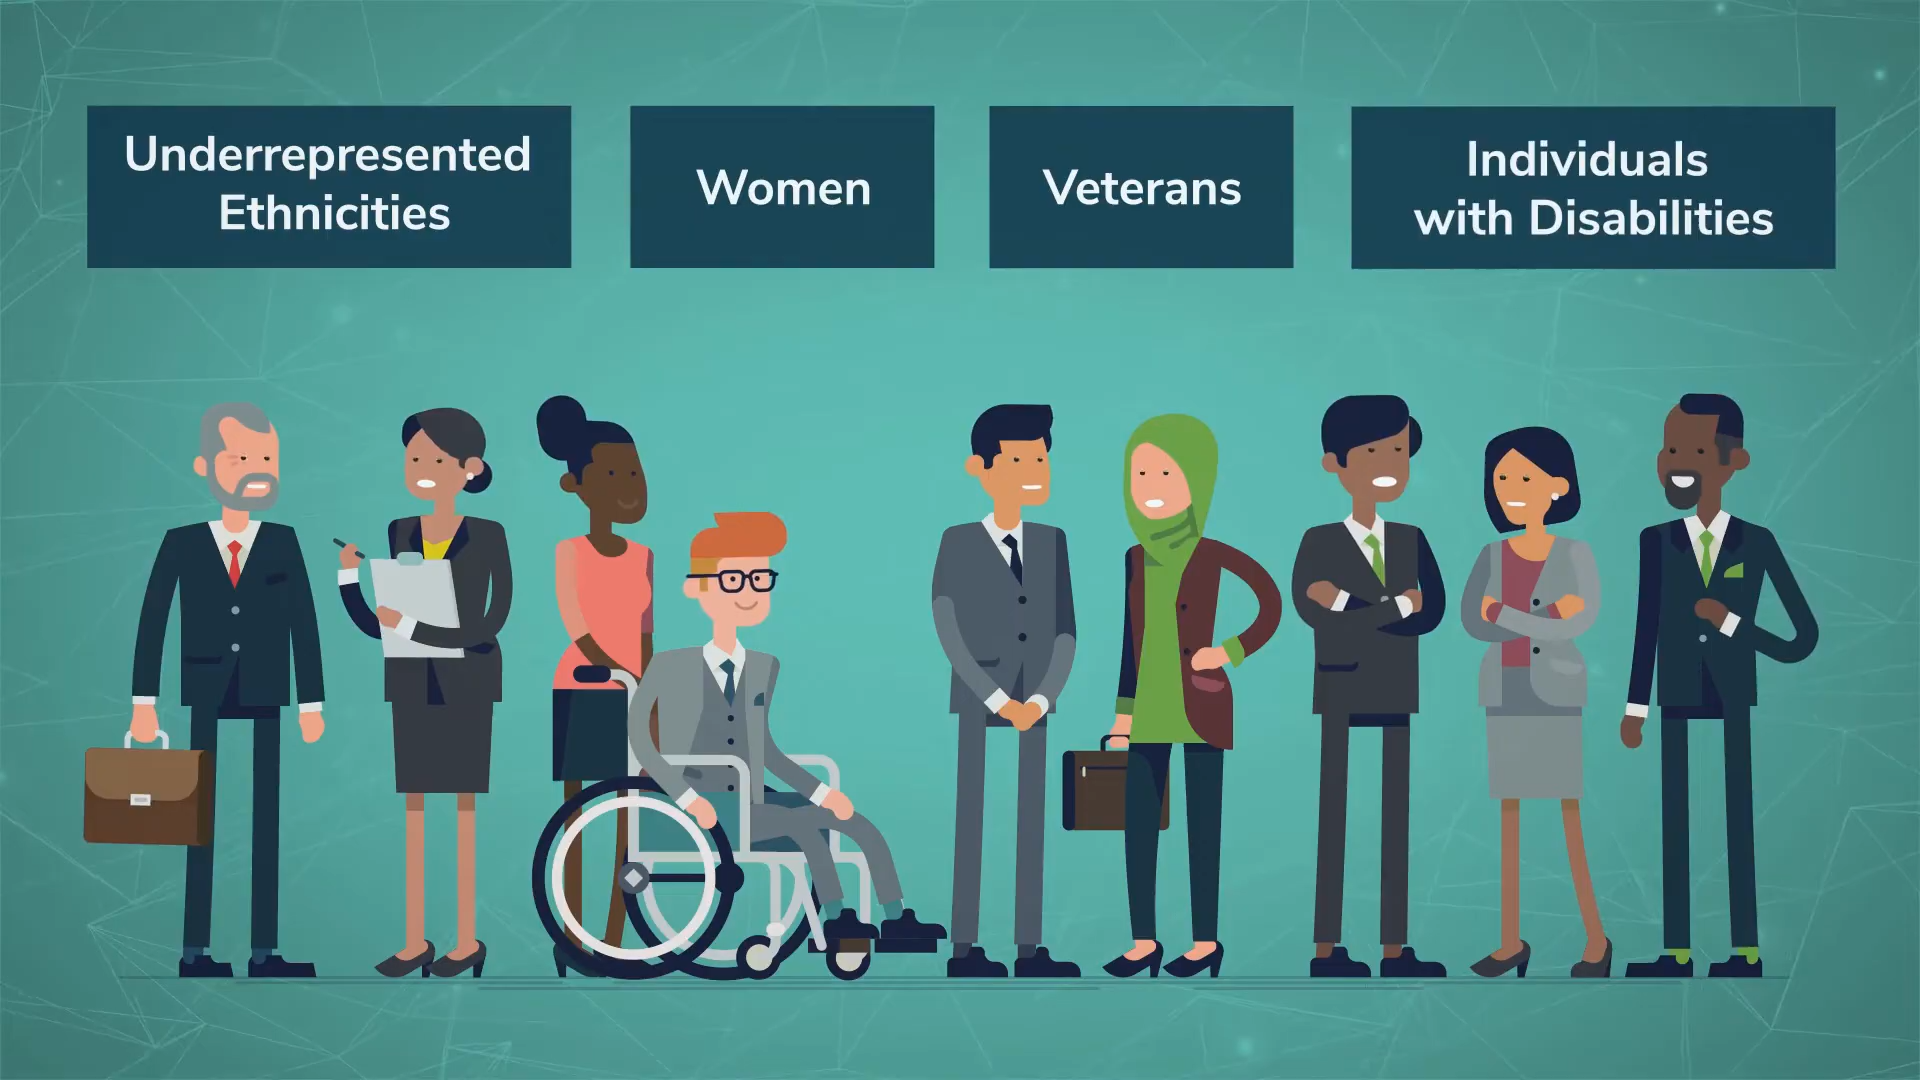 Underrepresented
Ethnicities
Women
Veterans
Individuals
with Disabilities